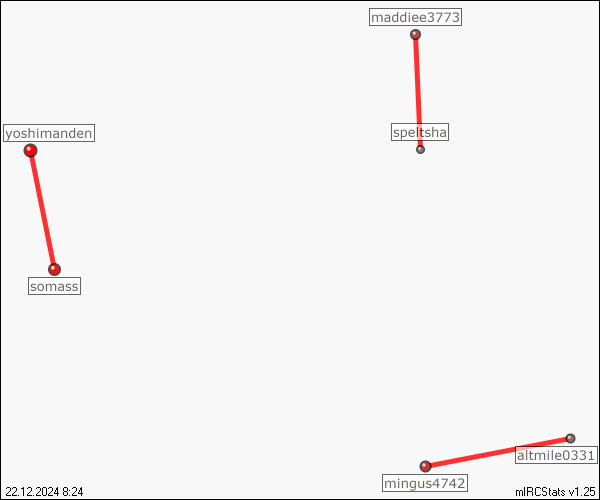 maddiee3773
speltsha
yoshimanden
somass
altmile0331
mingus4742
22.12.2024 8:24
mIRCStats v1.25